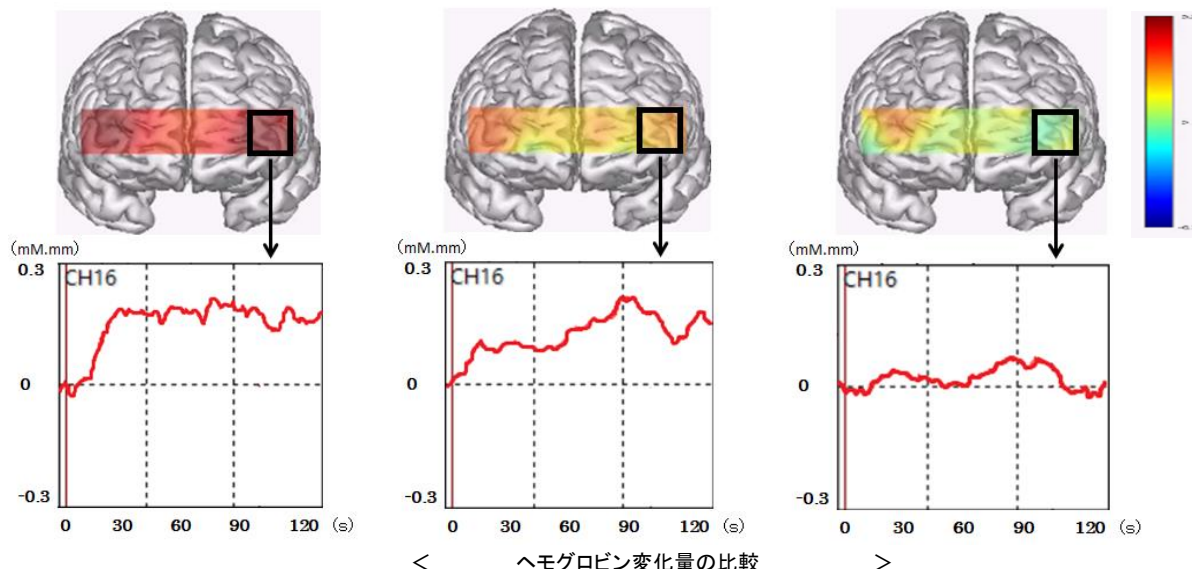 (mM.mm) (mM.mm) (mM.mm)
0.3 CH16 0.3 CH16 0.3 CH16
0 0 0
-0.3 -0.3 -0.3
0 30 60 90 120 (s) 0 30 60 90 120 (s) 0 30 60 90 120 (s)
< ヘモグロビン変化量の比較 >